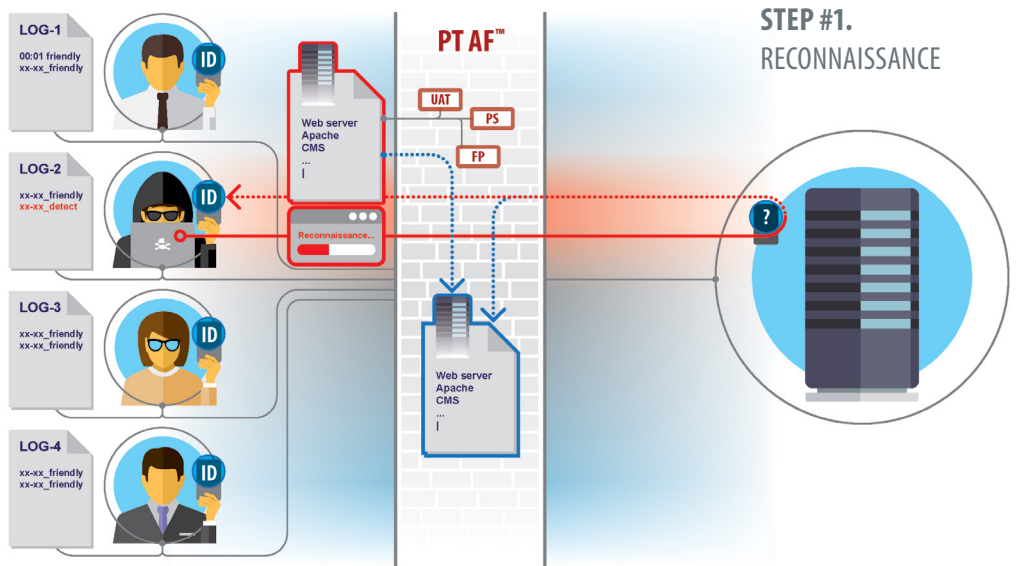 STEP #1.
RECONNAISSANCE
PT AF™
LOG-1
00:01 friendly
xx-xx_friendly
ID
Web server
Apache
CMS
...
|
UAT
PS
FP
LOG-2
xx-xx_friendly
xx-xx_detect
ID
Reconnaissance...
?
LOG-3
xx-xx_friendly
xx-xx_friendly
ID
Web server
Apache
CMS
...
|
LOG-4
xx-xx_friendly
xx-xx_friendly
ID